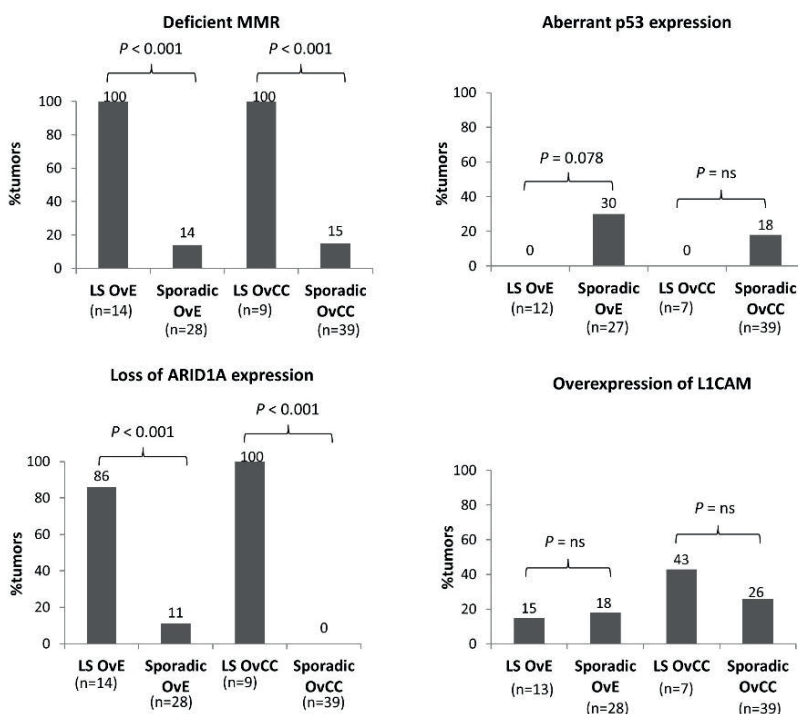 Deficient MMR
P < 0.001
P < 0.001
%tumors
100
80
60
40
20
0
100
14
100
15
LS OvE
(n=14)
Sporadic
OvE
(n=28)
LS OvCC
(n=9)
Sporadic
OvCC
(n=39)
Aberrant p53 expression
P = 0.078
P = ns
%tumors
100
80
60
40
20
0
0
30
0
18
LS OvE
(n=12)
Sporadic
OvE
(n=27)
LS OvCC
(n=7)
Sporadic
OvCC
(n=39)
Loss of ARID1A expression
P < 0.001
P < 0.001
%tumors
100
80
60
40
20
0
86
11
100
0
LS OvE
(n=14)
Sporadic
OvE
(n=28)
LS OvCC
(n=9)
Sporadic
OvCC
(n=39)
Overexpression of L1CAM
P = ns
P = ns
%tumors
100
80
60
40
20
0
15
18
43
26
LS OvE
(n=13)
Sporadic
OvE
(n=28)
LS OvCC
(n=7)
Sporadic
OvCC
(n=39)